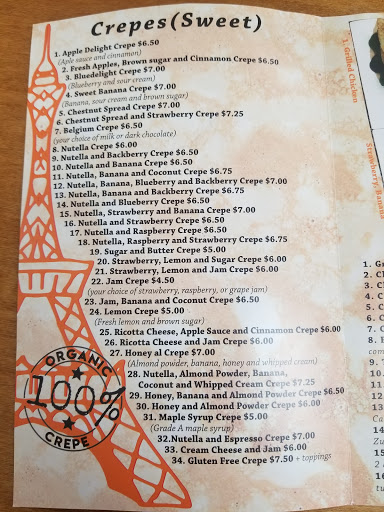 Crepes(Sweet)
1. Apple Delight Crepe $6.50
(Aple sauce and cinnamon)
2. Fresh Apples, Brown sugar and Cinnamon Crepe $6.50
3. Bluedelight Crepe $7.00
(Blueberry and sour cream)
4. Sweet Banana Crepe $7.00
(Banana, sour cream and brown sugar)
5. Chestnut Spread Crepe $7.00
6. Chestnut Spread and Strawberry Crepe $7.25
7. Belgium Crepe $6.50
(your choice of milk or dark chocolate)
8. Nutella Crepe $6.00
9. Nutella and Backberry Crepe $6.50
10. Nutella and Banana Crepe $6.50
11. Nutella, Banana and Coconut Crepe $6.75
12. Nutella, Banana, Blueberry and Backberry Crepe $7.00
13. Nutella, Banana and Backberry Crepe $6.75
14. Nutella and Blueberry Crepe $6.50
15. Nutella, Strawberry and Banana Crepe $7.00
16. Nutella and Strawberry Crepe $6.50
17. Nutella and Raspberry Crepe $6.50
18. Nutella, Raspberry and Strawberry Crepe $6.75
19. Sugar and Butter Crepe $5.00
20. Strawberry, Lemon and Sugar Crepe $6.00
21. Strawberry, Lemon and Jam Crepe $6.00
22. Jam Crepe $4.50
(your choice of strawberry, raspberry, or grape jam)
23. Jam, Banana and Coconut Crepe $6.50
24. Lemon Crepe $5.00
(Fresh lemon and brown sugar)
25. Ricotta Cheese, Apple Sauce and Cinnamon Crepe $6.00
26. Ricotta Cheese and Jam Crepe $6.00
27. Honey al Crepe $7.00
(Almond powder, banana, honey and whipped cream)
28. Nutella, Almond Powder, Banana,
Coconut and Whipped Cream Crepe $7.25
29. Honey, Banana and Almond Powder Crepe $6.50
30. Honey and Almond Powder Crepe $6.00
31. Maple Syrup Crepe $5.00
(Grade A maple syrup)
32.Nutella and Espresso Crepe $7.00
33. Cream Cheese and Jam $6.00
34. Gluten Free Crepe $7.50 + toppings
ORGANIC
100%
CREPE
1. Grilled Chicken
Strawberry, Banana